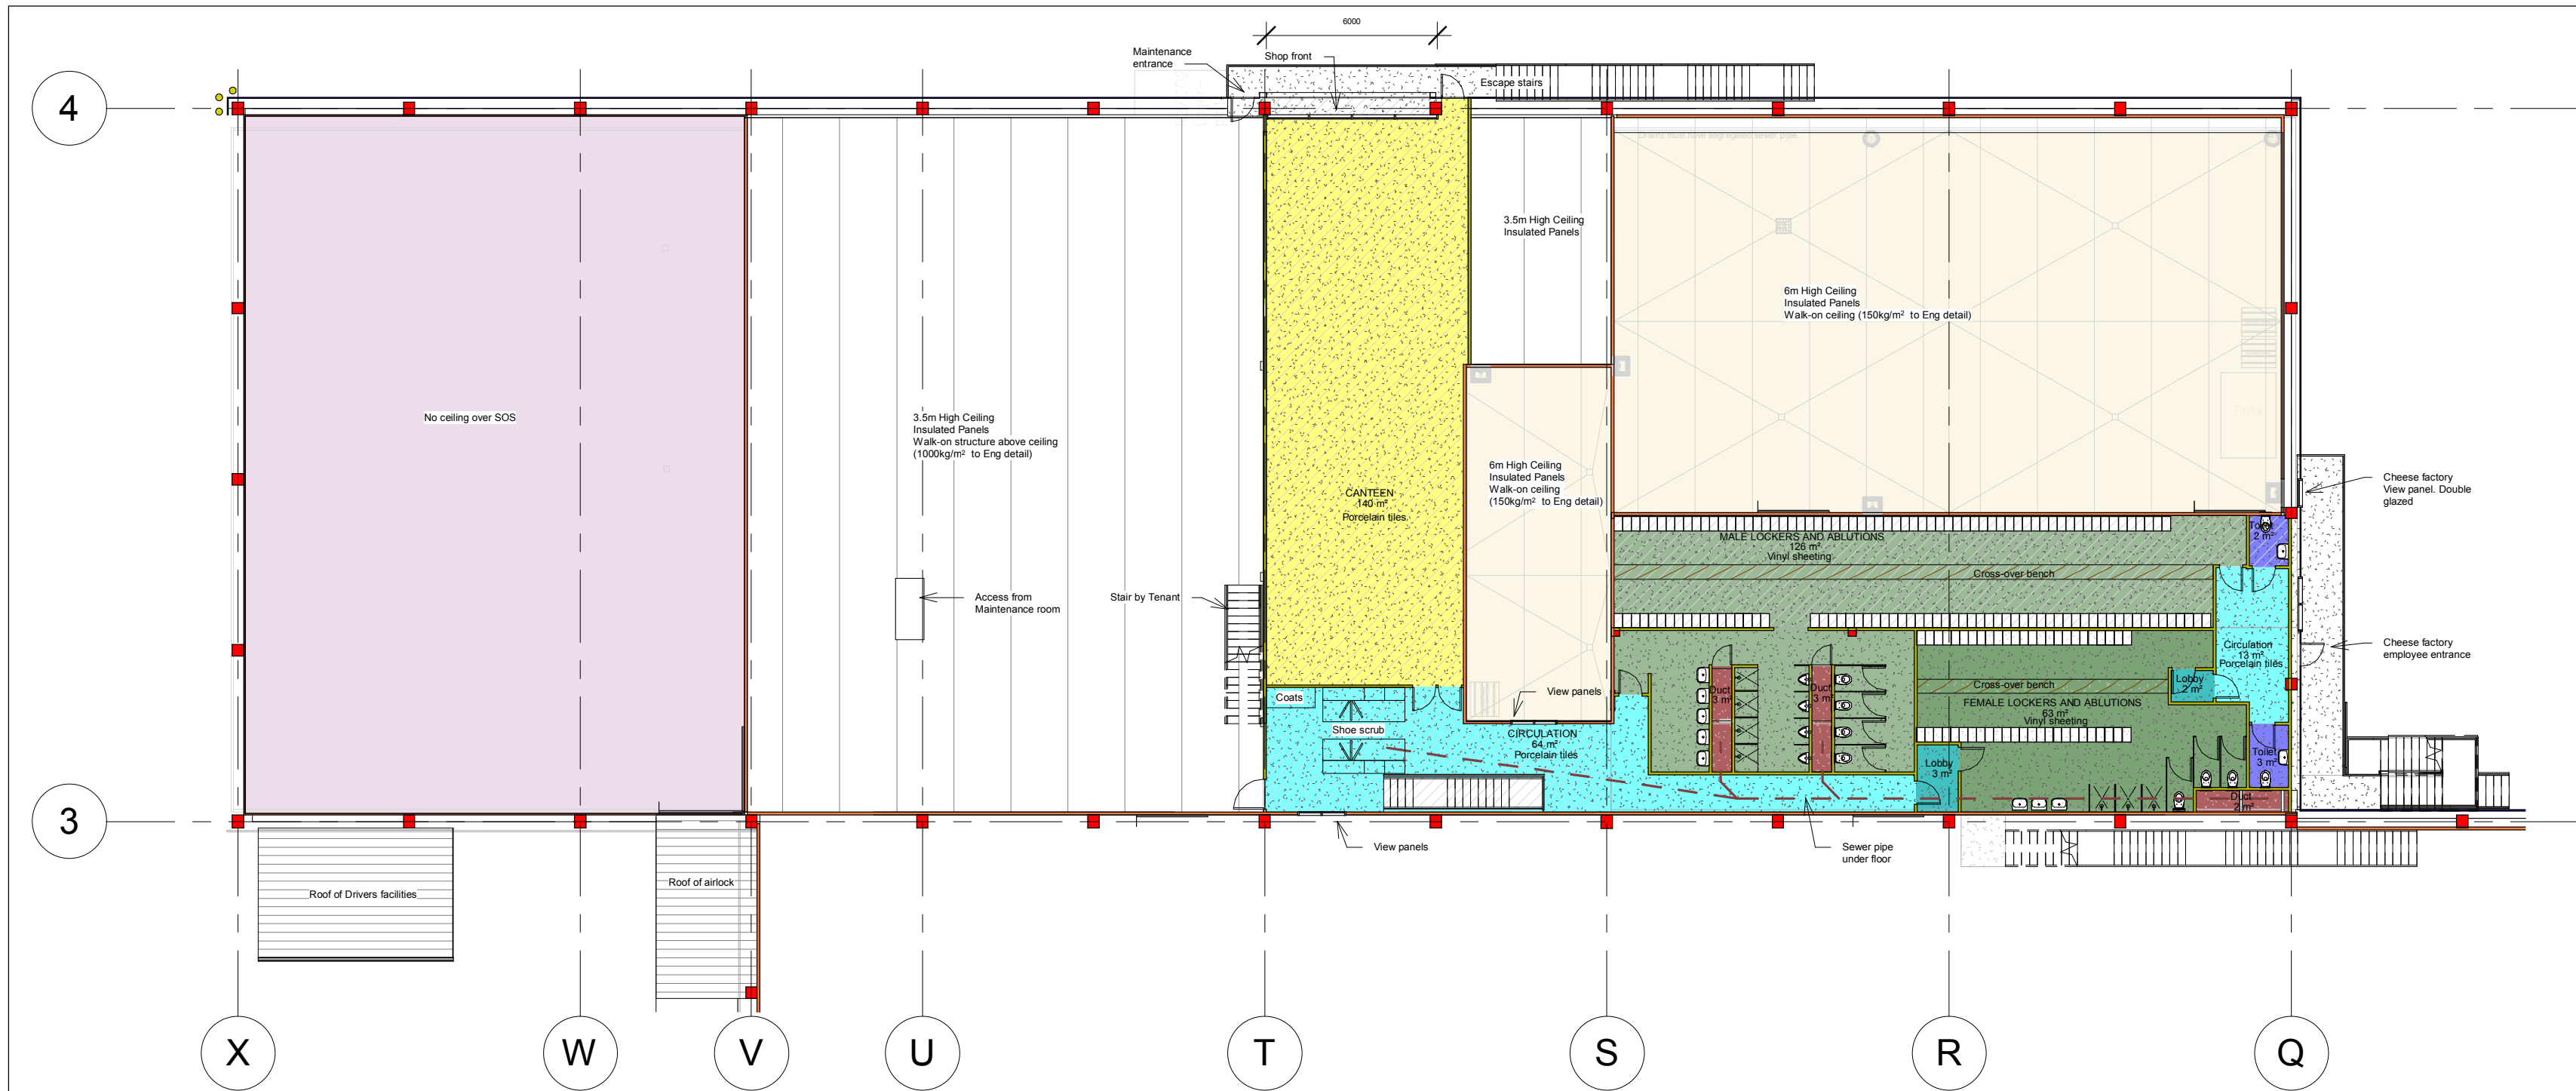 6000
Maintenance
entrance
Shop front
Escape stairs
4
Drains must have segregated sewer pipe.
3.5m High Ceiling
Insulated Panels
6m High Ceiling
Insulated Panels
Walk-on ceiling (150kg/m² to Eng detail)
No ceiling over SOS
3.5m High Ceiling
Insulated Panels
Walk-on structure above ceiling
(1000kg/m² to Eng detail)
6m High Ceiling
Insulated Panels
Walk-on ceiling
(150kg/m² to Eng detail)
CANTEEN
140 m²
Porcelain tiles
Cheese factory
View panel. Double
glazed
Toilet
2 m²
MALE LOCKERS AND ABLUTIONS
126 m²
Vinyl sheeting
Cross-over bench
Access from
Maintenance room
Stair by Tenant
Circulation
13 m²
Porcelain tiles
Cheese factory
employee entrance
Lobby
2 m²
Cross-over bench
Duct
3 m²
Duct
3 m²
View panels
Coats
FEMALE LOCKERS AND ABLUTIONS
63 m²
Vinyl sheeting
Shoe scrub
CIRCULATION
64 m²
Porcelain tiles
Toilet
3 m²
Lobby
3 m²
Duct
2 m²
3
View panels
Sewer pipe
under floor
Roof of airlock
Roof of Drivers facilities
X
W
V
U
T
S
R
Q